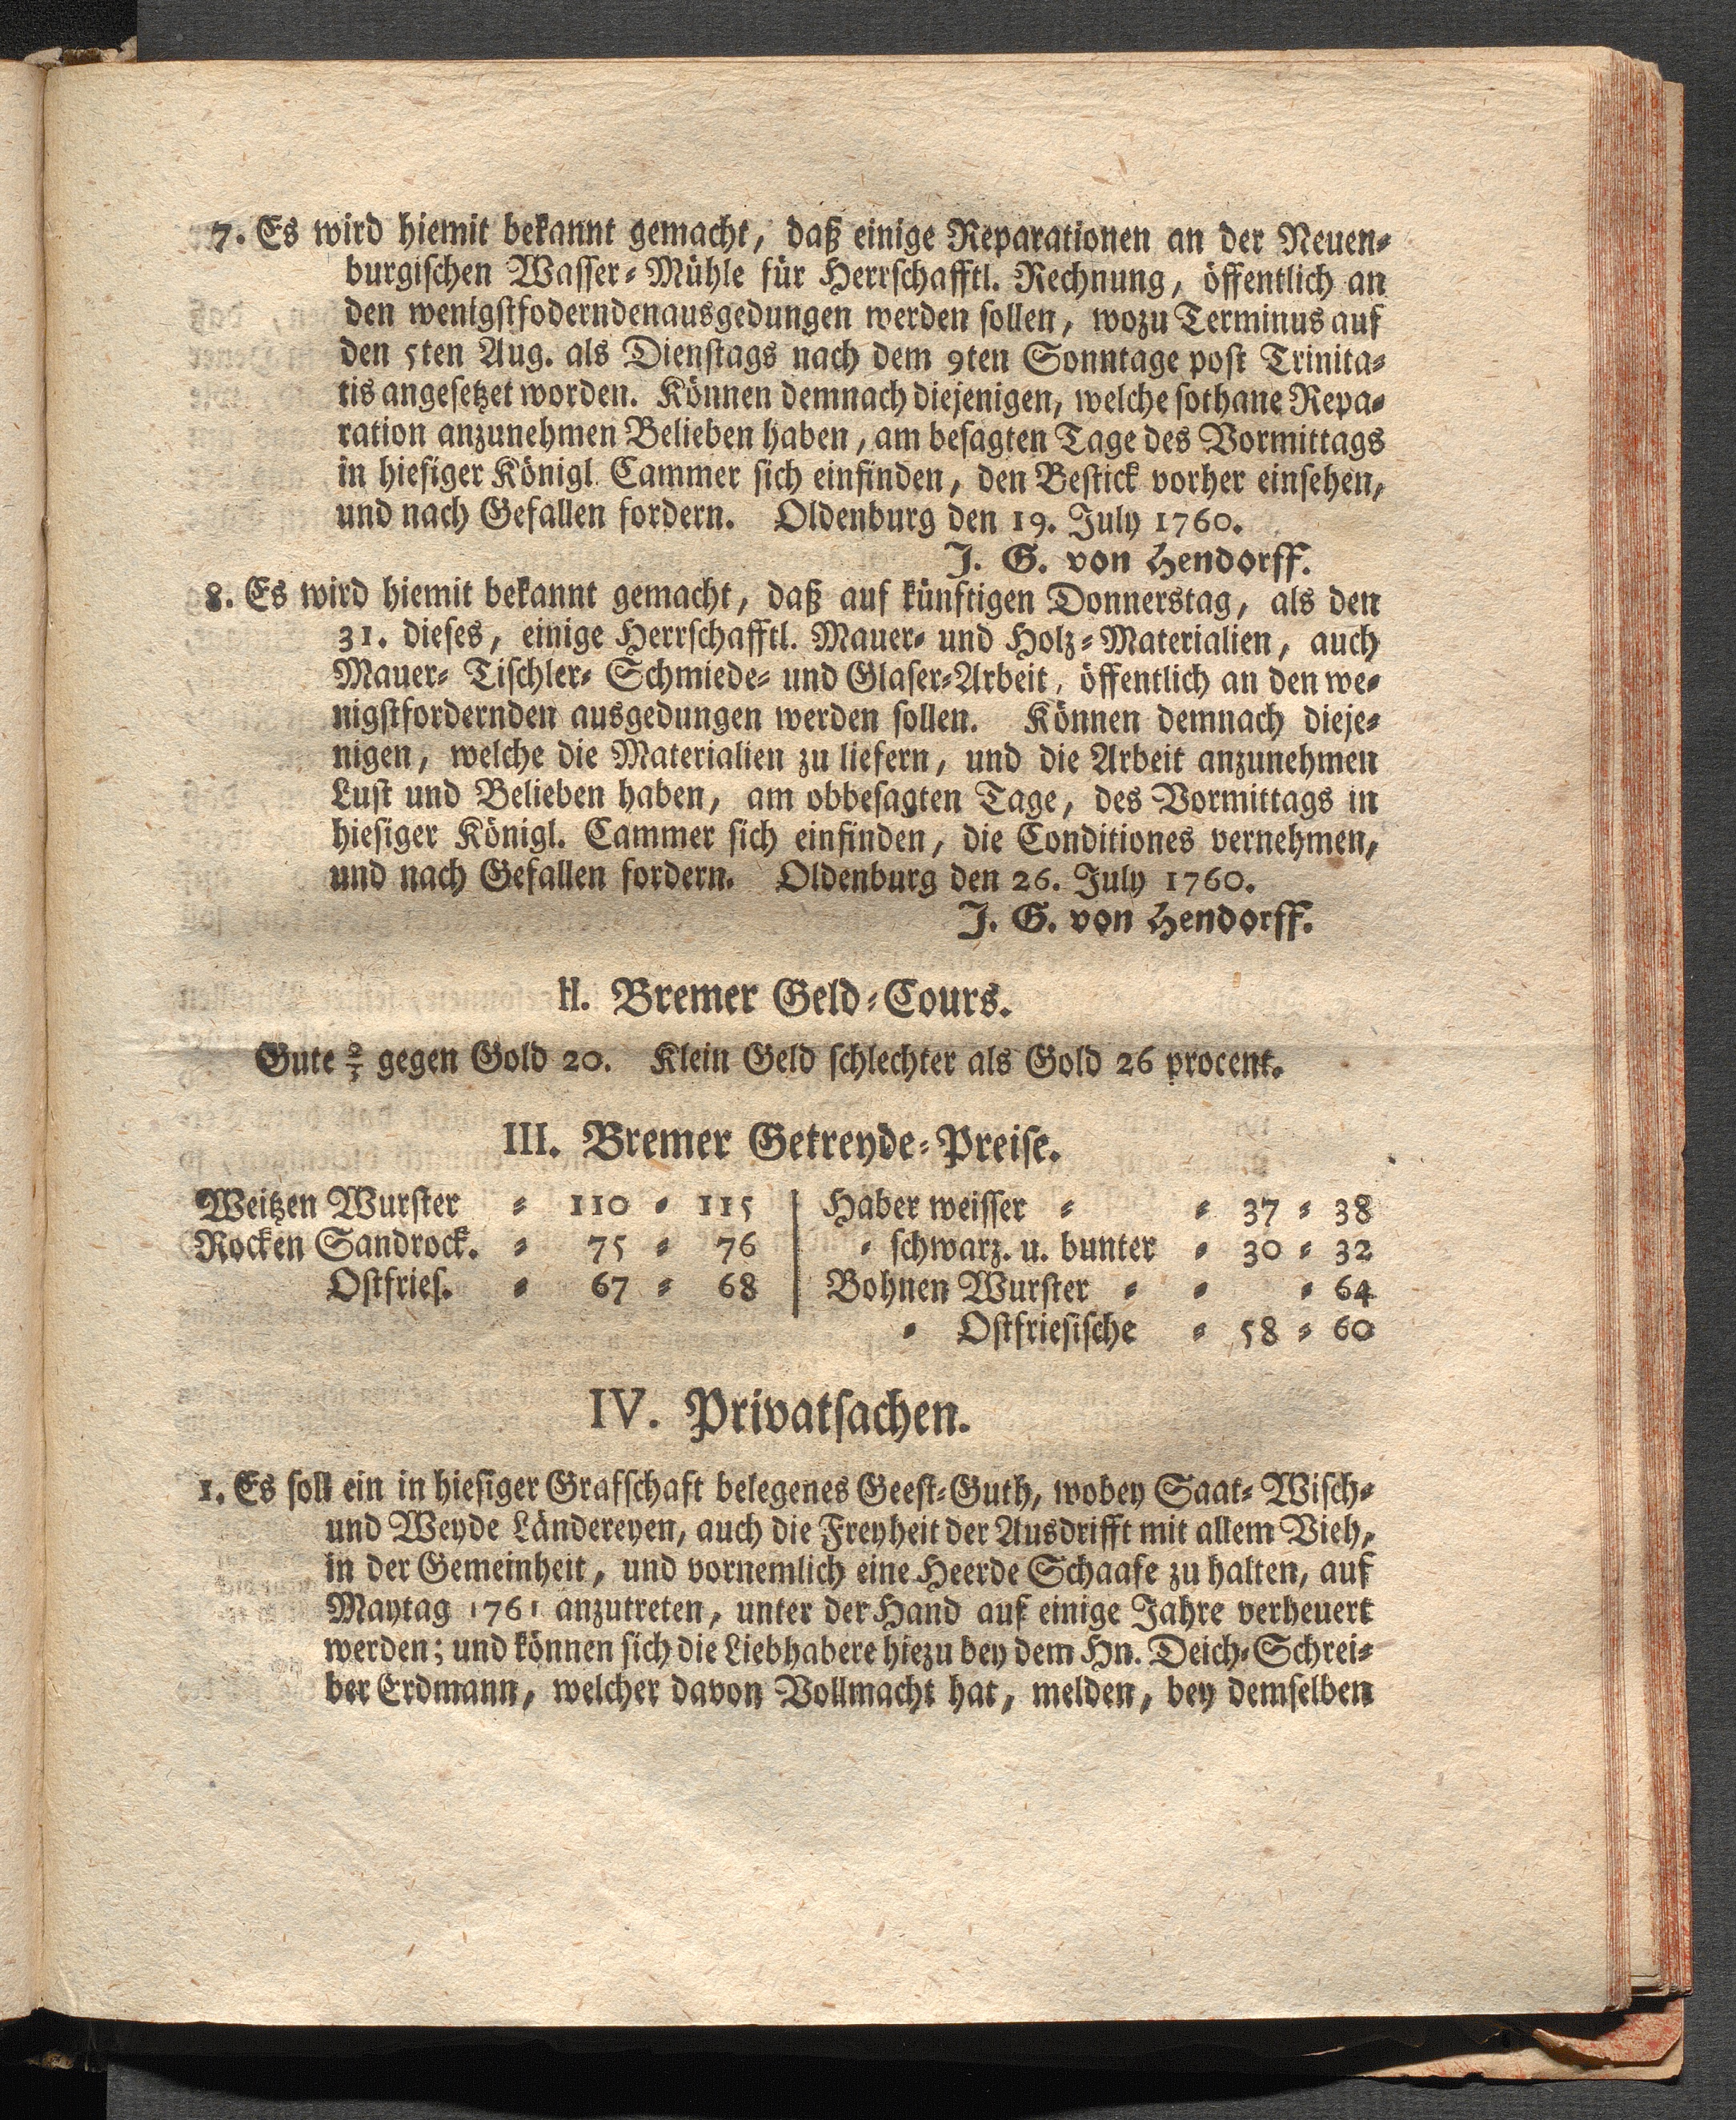 7. Es wird hiemit bekannt gemacht, daß einige Reparationen an der Neuen-
burgischen Wasser-Mühle für Herrschafftl. Rechnung, öffentlich an
den wenigstfoderndenausgedungen werden sollen, wozu Terminus auf
den 5ten Aug. als Dienstags nach dem 9ten Sonntage post Trinita-
tis angesetzet worden. Können demnach diejenigen, welche sothane Repa-
ration anzunehmen Belieben haben, am besagten Tage des Vormittags
in hiesiger Königl. Cammer sich einfinden, den Bestick vorher einsehen,
und nach Gefallen fordern. Oldenburg den 19. July 1760.
J. G. von Hendorff.
8. Es wird hiemit bekannt gemacht, daß auf künftigen Donnerstag, als den
31. dieses, einige Herrschafftl. Mauer- und Holz-Materialien, auch
Mauer- Tischler- Schmiede- und Glaser-Arbeit, öffentlich an den we-
nigstfordernden ausgedungen werden sollen. Können demnach dieje-
nigen, welche die Materialien zu liefern, und die Arbeit anzunehmen
Lust und Belieben haben, am obbesagten Tage, des Vormittags in
hiesiger Königl. Cammer sich einfinden, die Conditiones vernehmen,
und nach Gefallen fordern. Oldenburg den 26. July 1760.
J. G. von Hendorff.
II. Bremer Geld-Cours.
Gute 2/3 gegen Gold 20. Klein Geld schlechter als Gold 26 procent.
III. Bremer Getreyde-Preise.
Weitzen Wurster - 110 - 115
Rocken Sandrock. - 75 - 76
Ostfries. - 67 - 68
Haber weisser - - 37 - 38
- schwarz. u. bunter - 30 - 32
Bohnen Wurster - - - 64
- Ostfriesische - 58 - 60
IV. Privatsachen.
1. Es soll ein in hiesiger Grafschaft belegenes Geest-Guth, wobey Saat- Wisch-
und Weyde Ländereyen, auch die Freyheit der Ausdrifft mit allem Vieh,
in der Gemeinheit, und vornemlich eine Heerde Schaafe zu halten, auf
Maytag 1761 anzutreten, unter der Hand auf einige Jahre verheuert
werden; und können sich die Liebhabere hiezu bey dem Hn. Deich-Schrei-
ber Erdmann, welcher davon Vollmacht hat, melden, bey demselben